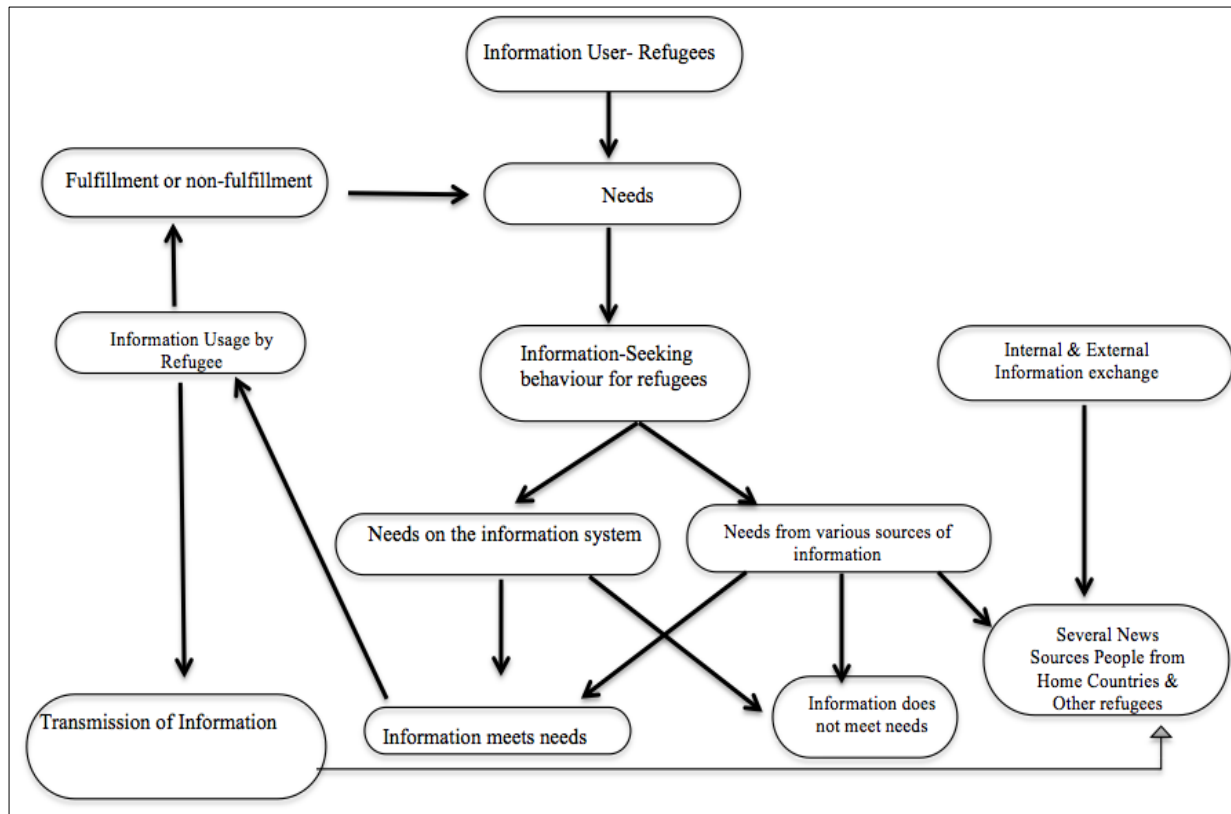 Information User- Refugees
Fulfillment or non-fulfillment
Needs
Information Usage by
Refugee
Information-Seeking
behaviour for refugees
Internal & External
Information exchange
Needs on the information system
Needs from various sources of
information
Several News
Sources People from
Home Countries &
Other refugees
Transmission of Information
Information meets needs
Information does
not meet needs